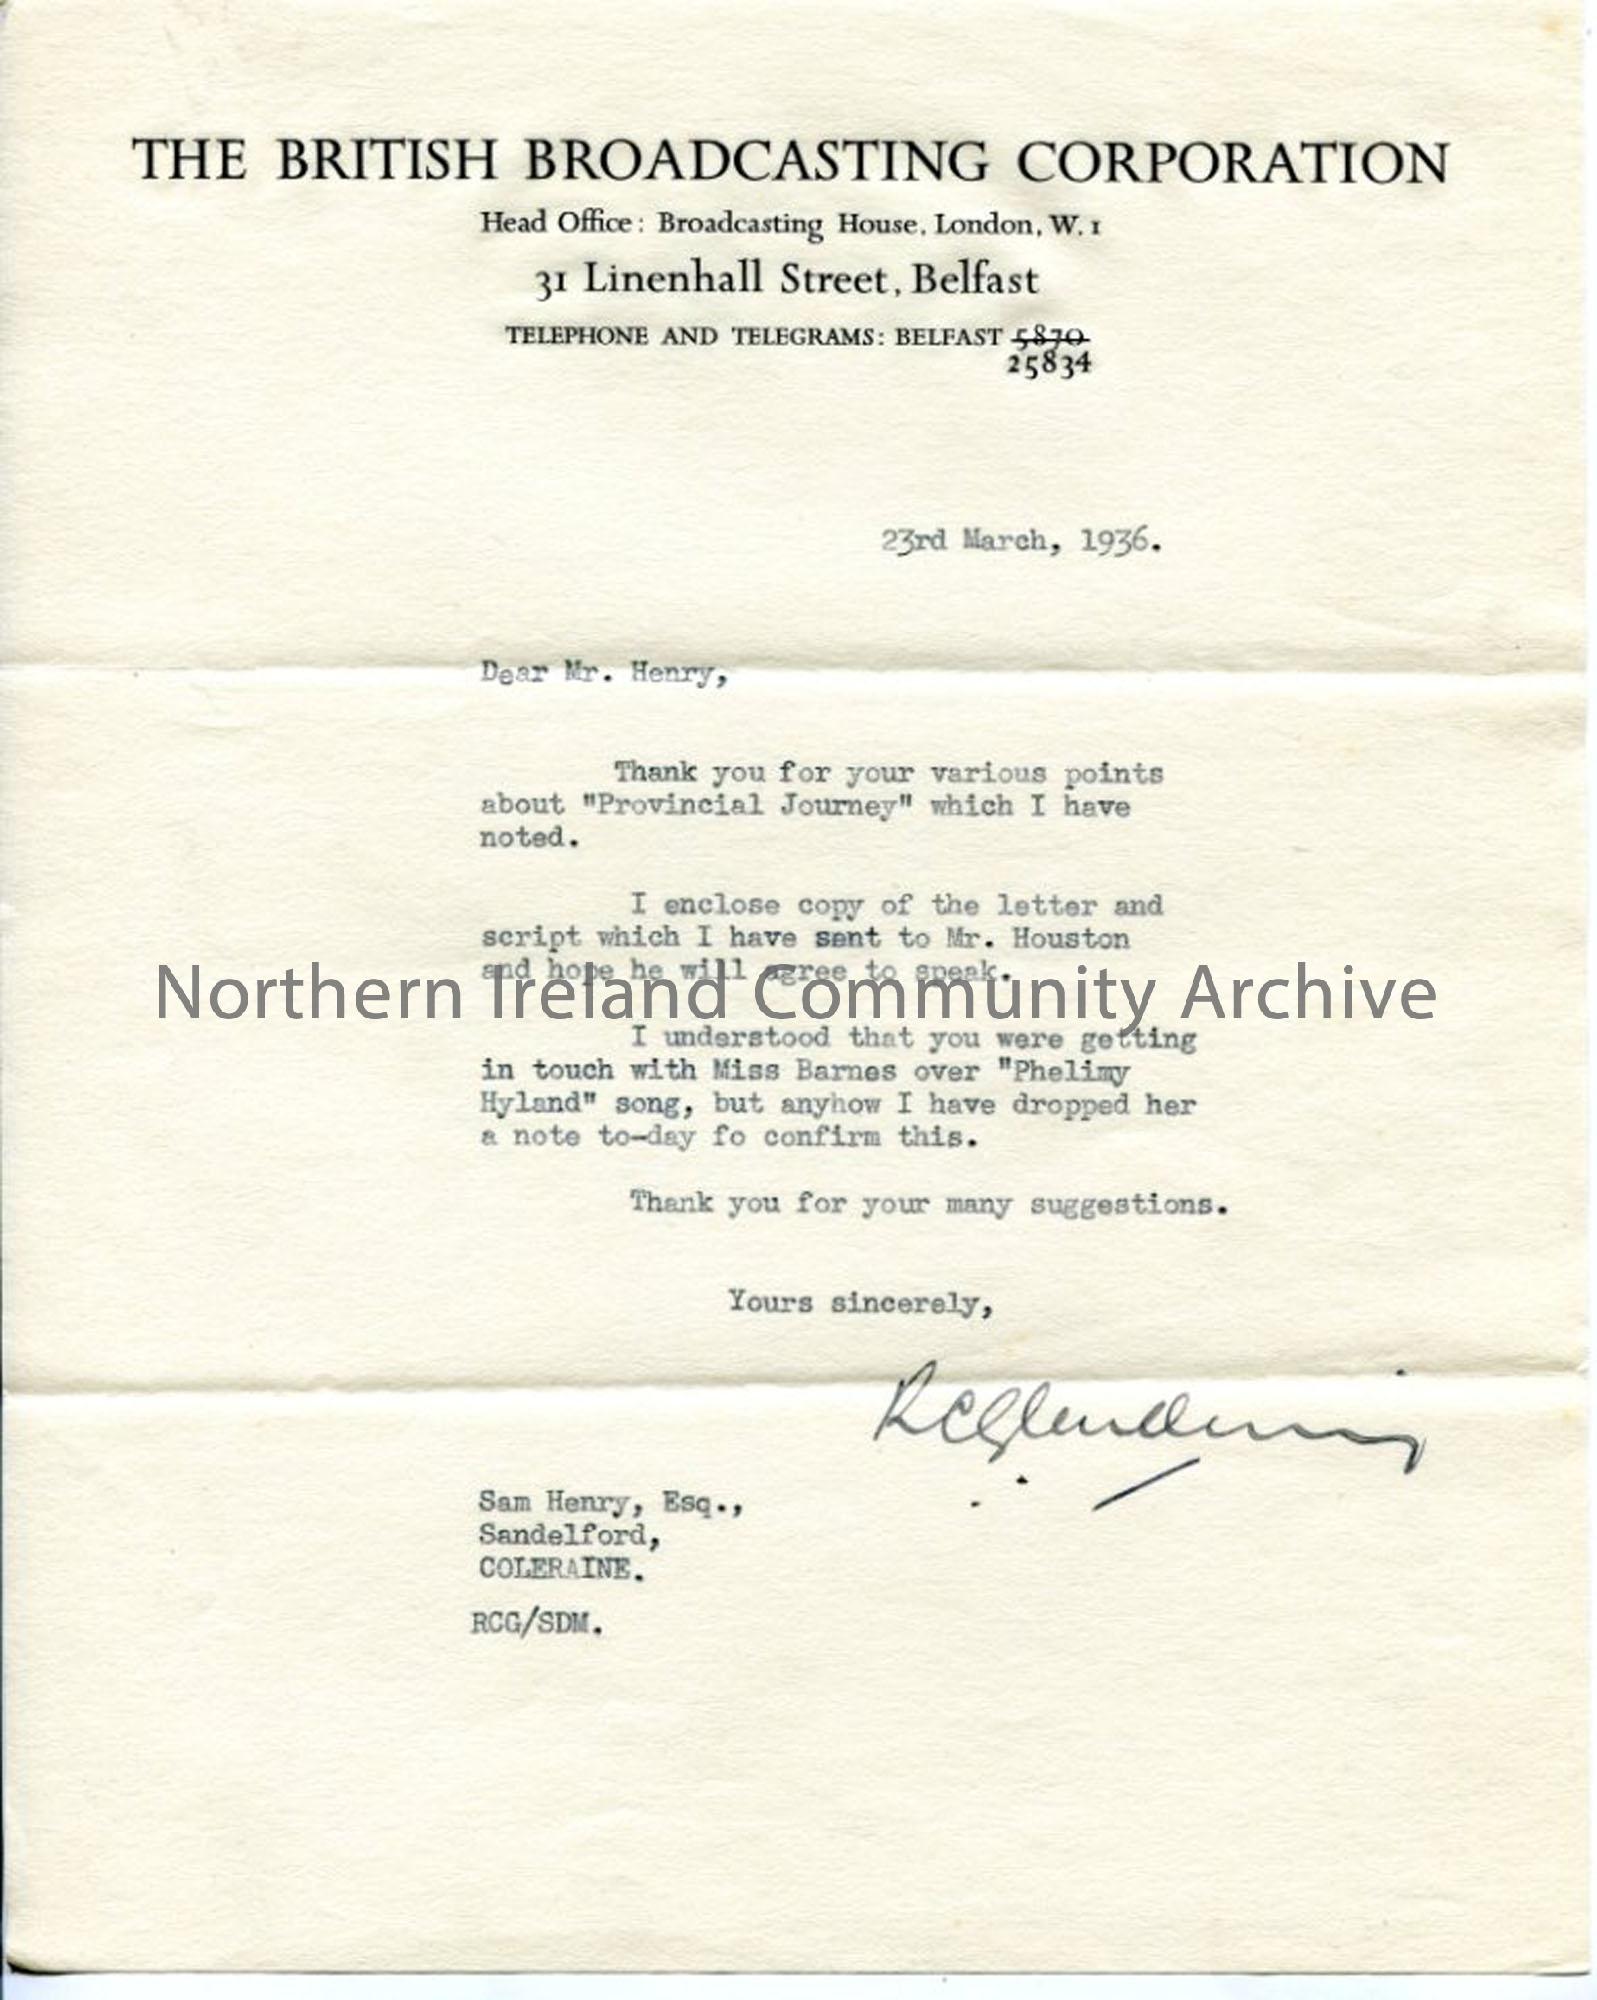 THE BRITISH BROADCASTING CORPORATION
Head Office: Broadcasting House, London, W. 1
31 Linenhall Street, Belfast
TELEPHONE AND TELEGRAMS: BELFAST 5870
25834
23rd March, 1936.
Dear Mr. Henry,
Thank you for your various points
about "Provincial Journey" which I have
noted.
I enclose copy of the letter and
script which I have sent to Mr. Houston
and hope he will agree to speak.
Northern Ireland Community Archive
I understood that you were getting
in touch with Miss Barnes over "Phelimy
Hyland" song, but anyhow I have dropped her
a note to-day fo confirm this.
Thank you for your many suggestions.
Yours sincerely,
RCGlendinning
Sam Henry, Esq.,
Sandelford,
COLERAINE.
RCG/SDM.